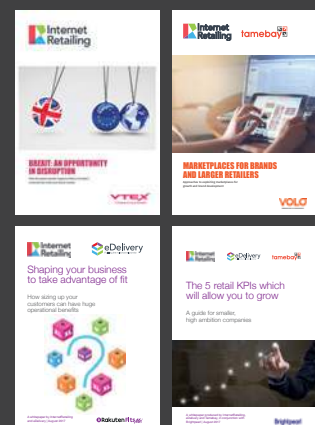 Internet
Retailing
BREXIT: AN OPPORTUNITY
IN DISRUPTION
VTEX
Internet
Retailing
tamebay
MARKETPLACES FOR BRANDS
AND LARGER RETAILERS
VOLO
Internet
Retailing
eDelivery
Shaping your business
to take advantage of fit
How sizing up your
customers can have huge
operational benefits
Rakuten Fits Me
Internet
Retailing
eDelivery
tamebay
The 5 retail KPIs which
will allow you to grow
A guide for smaller,
high ambition companies
Brightpearl